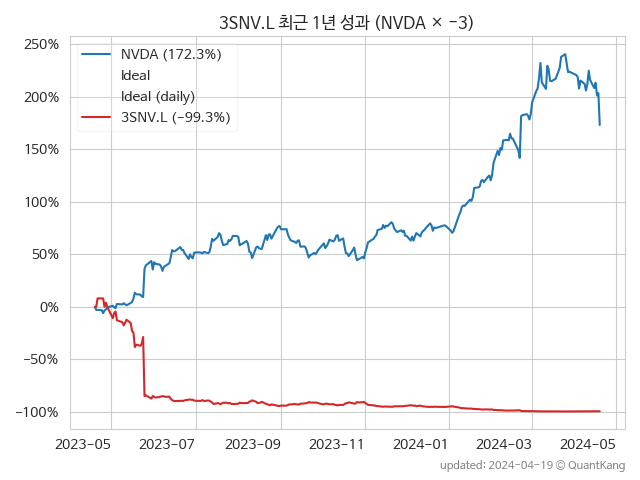 3SNV.L 최근 1년 성과 (NVDA × −3)
250%
200%
150%
100%
50%
0%
−50%
−100%
NVDA (172.3%)
Ideal
Ideal (daily)
3SNV.L (−99.3%)
2023-05 2023-07 2023-09 2023-11 2024-01 2024-03 2024-05
updated: 2024-04-19 © QuantKang